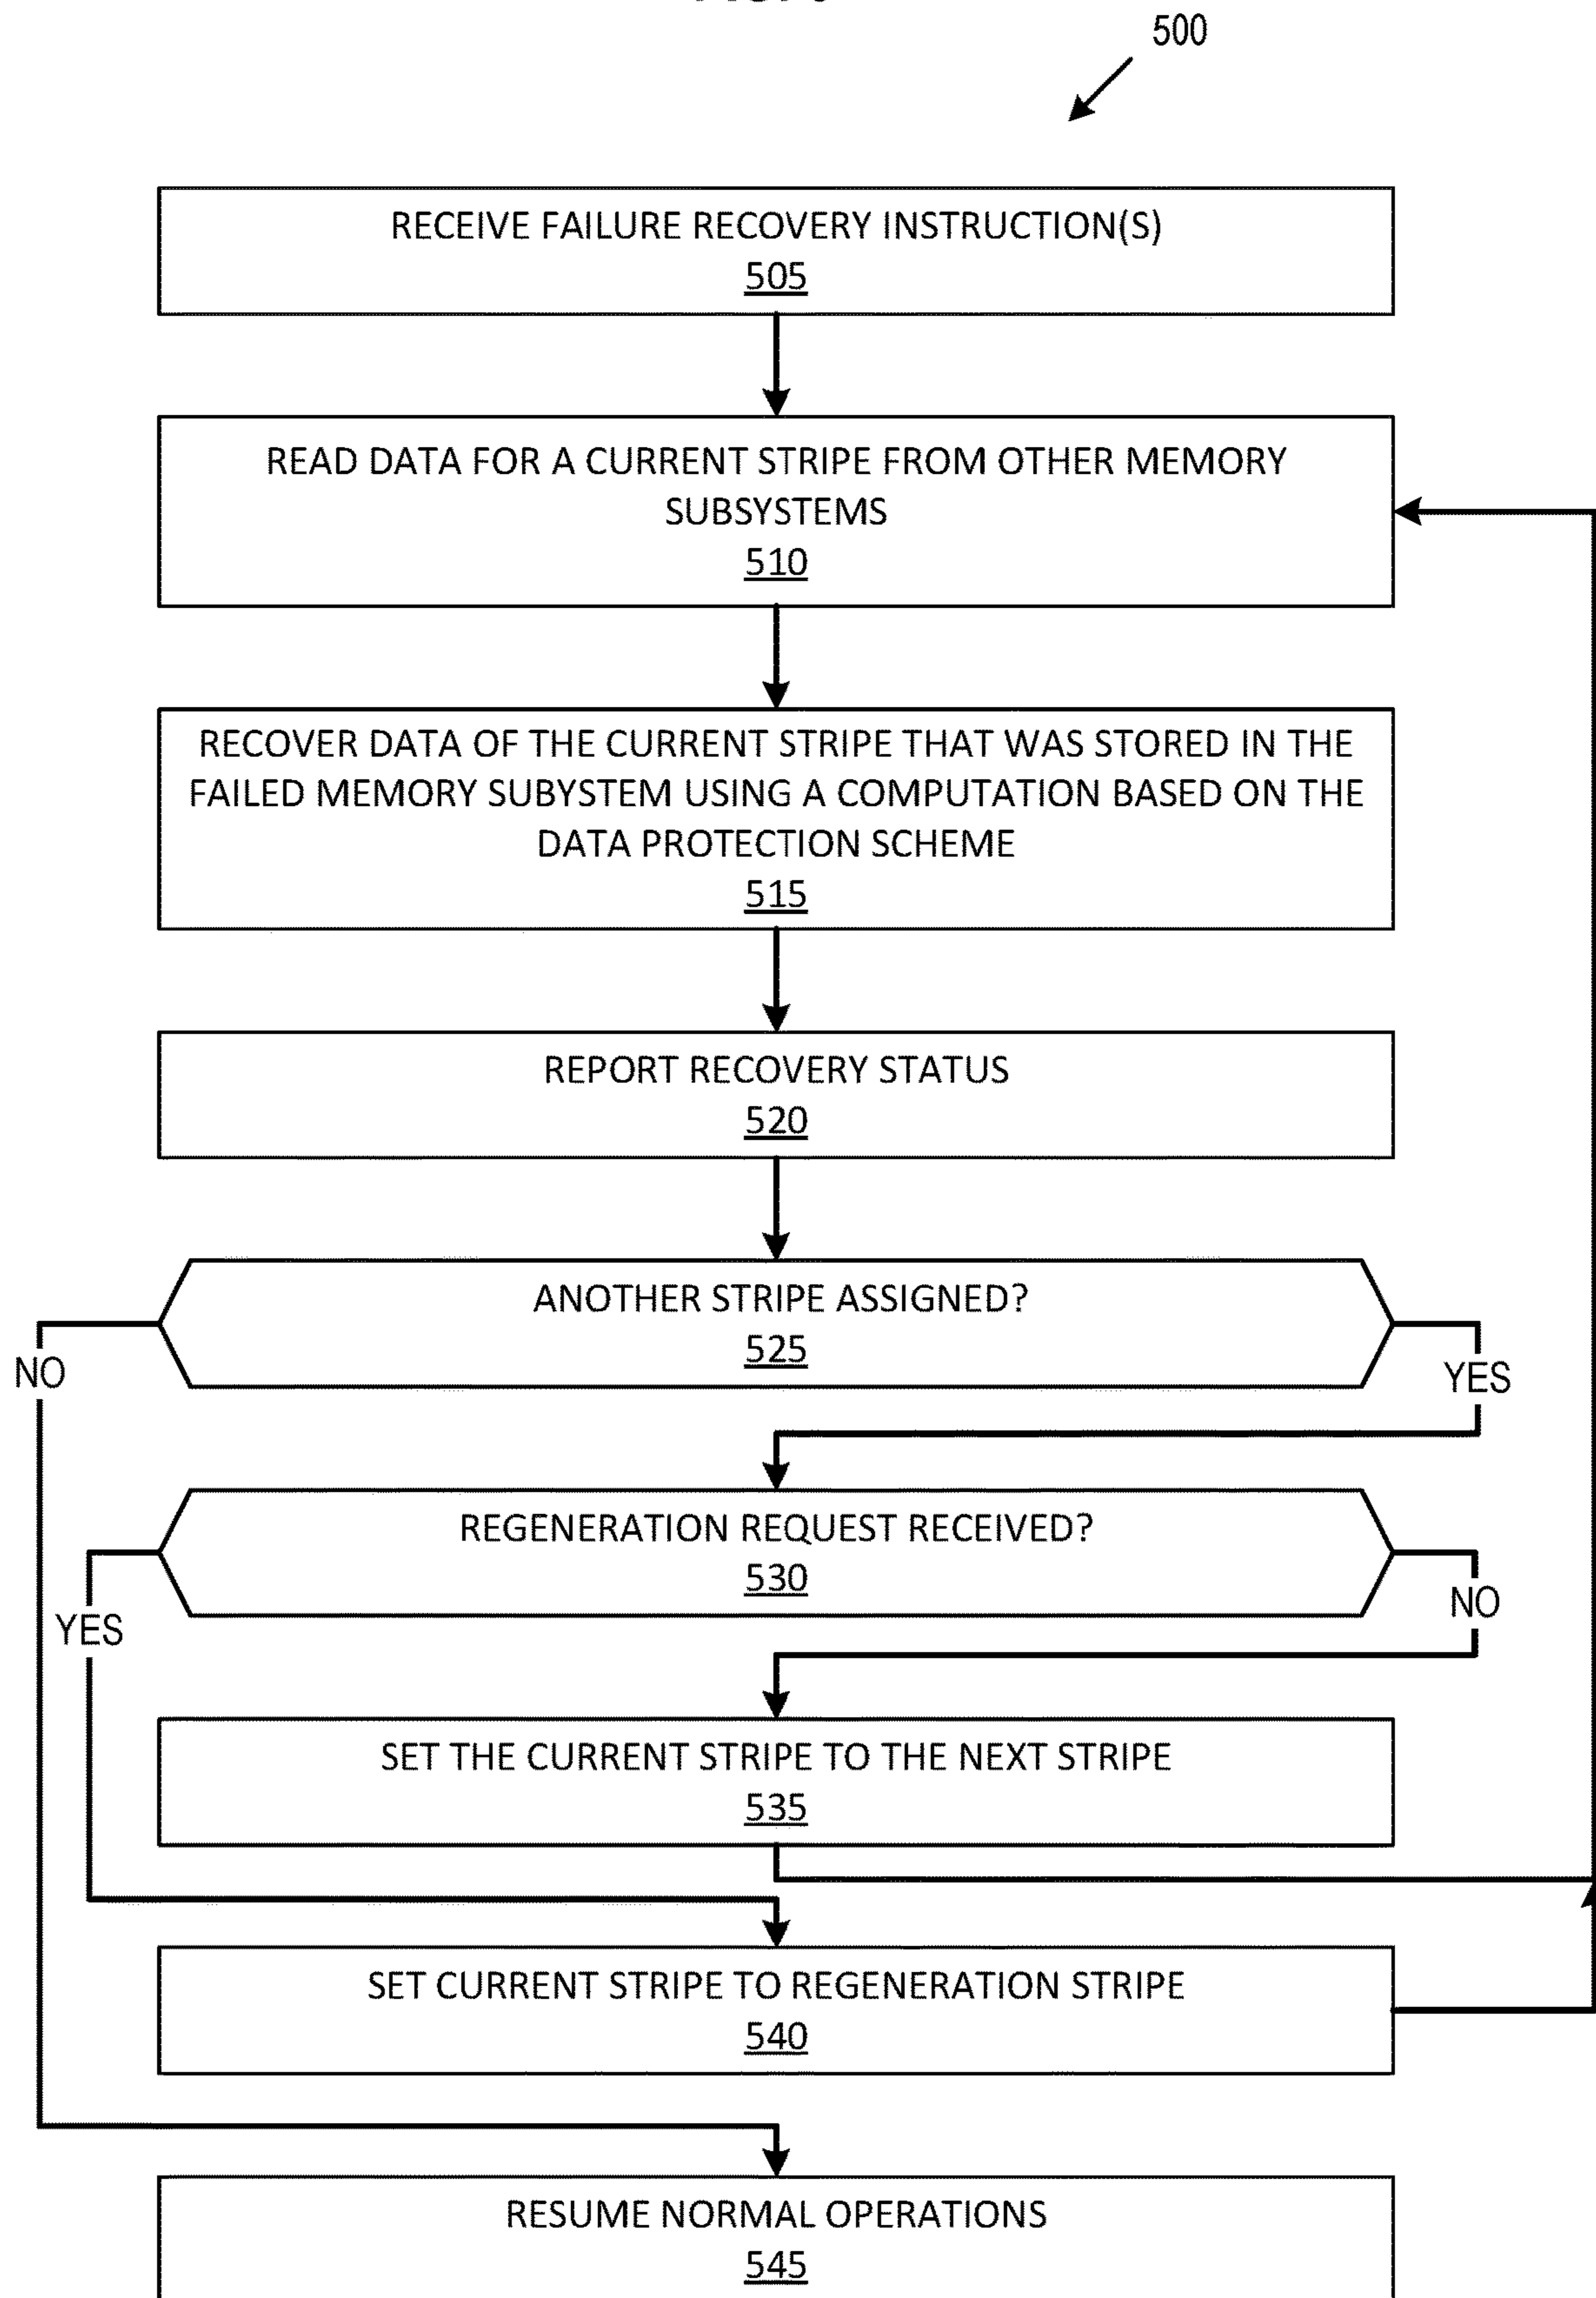 500
RECEIVE FAILURE RECOVERY INSTRUCTION(S)
505
READ DATA FOR A CURRENT STRIPE FROM OTHER MEMORY
SUBSYSTEMS
510
RECOVER DATA OF THE CURRENT STRIPE THAT WAS STORED IN THE
FAILED MEMORY SUBYSTEM USING A COMPUTATION BASED ON THE
DATA PROTECTION SCHEME
515
REPORT RECOVERY STATUS
520
ANOTHER STRIPE ASSIGNED?
525
NO
YES
REGENERATION REQUEST RECEIVED?
530
YES
NO
SET THE CURRENT STRIPE TO THE NEXT STRIPE
535
SET CURRENT STRIPE TO REGENERATION STRIPE
540
RESUME NORMAL OPERATIONS
545